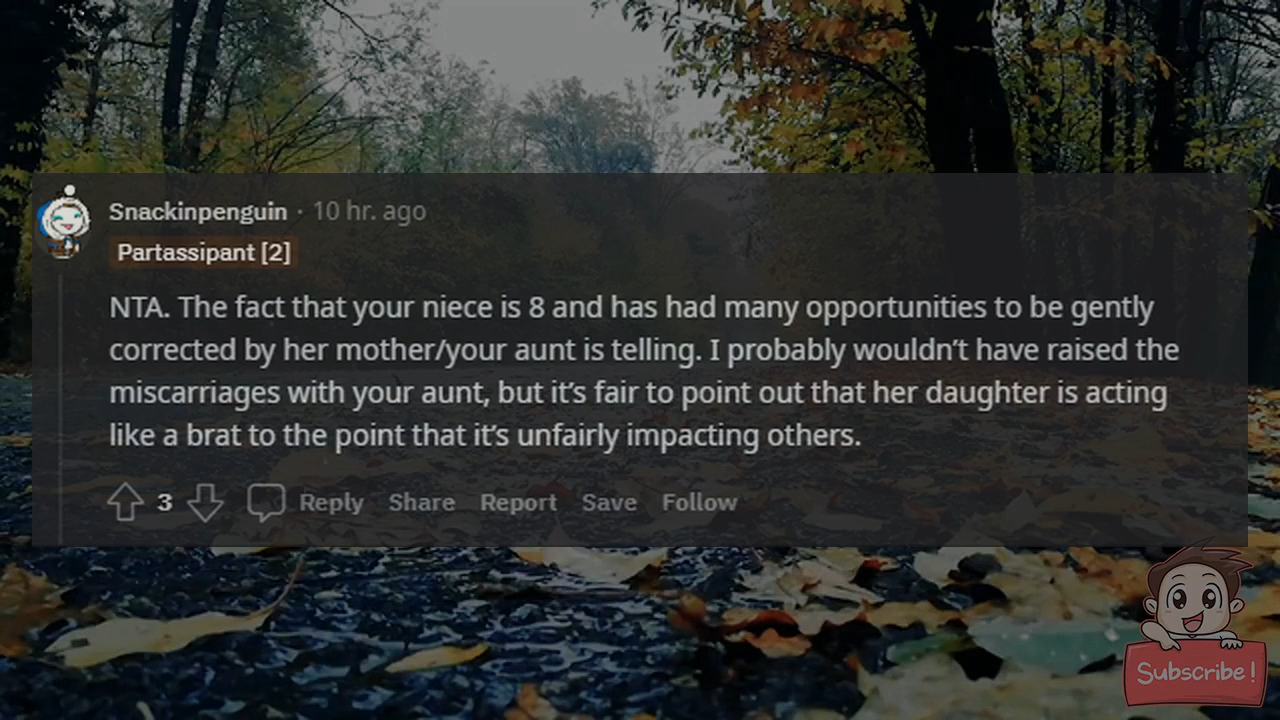 Snackinpenguin · 10 hr. ago
Partassipant [2]
NTA. The fact that your niece is 8 and has had many opportunities to be gently
corrected by her mother/your aunt is telling. I probably wouldn’t have raised the
miscarriages with your aunt, but it’s fair to point out that her daughter is acting
like a brat to the point that it’s unfairly impacting others.
3 Reply Share Report Save Follow
Subscribe!